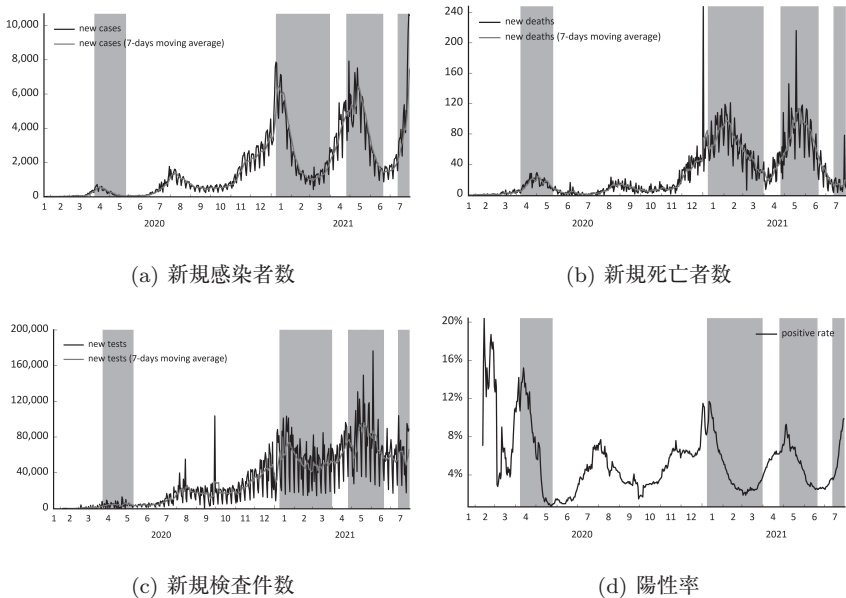 10,000
8,000
6,000
4,000
2,000
0
new cases
new cases (7-days moving average)
1 2 3 4 5 6 7 8 9 10 11 12 1 2 3 4 5 6 7
2020 2021
(a) 新規感染者数
240
200
160
120
80
40
0
new deaths
new deaths (7-days moving average)
1 2 3 4 5 6 7 8 9 10 11 12 1 2 3 4 5 6 7
2020 2021
(b) 新規死亡者数
200,000
160,000
120,000
80,000
40,000
0
new tests
new tests (7-days moving average)
1 2 3 4 5 6 7 8 9 10 11 12 1 2 3 4 5 6 7
2020 2021
(c) 新規検査件数
20%
16%
12%
8%
4%
positive rate
1 2 3 4 5 6 7 8 9 10 11 12 1 2 3 4 5 6 7
2020 2021
(d) 陽性率